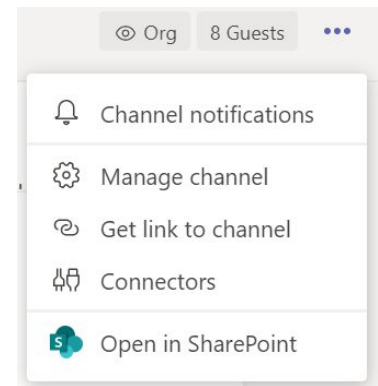 Org 8 Guests
Channel notifications
Manage channel
Get link to channel
Connectors
S Open in SharePoint